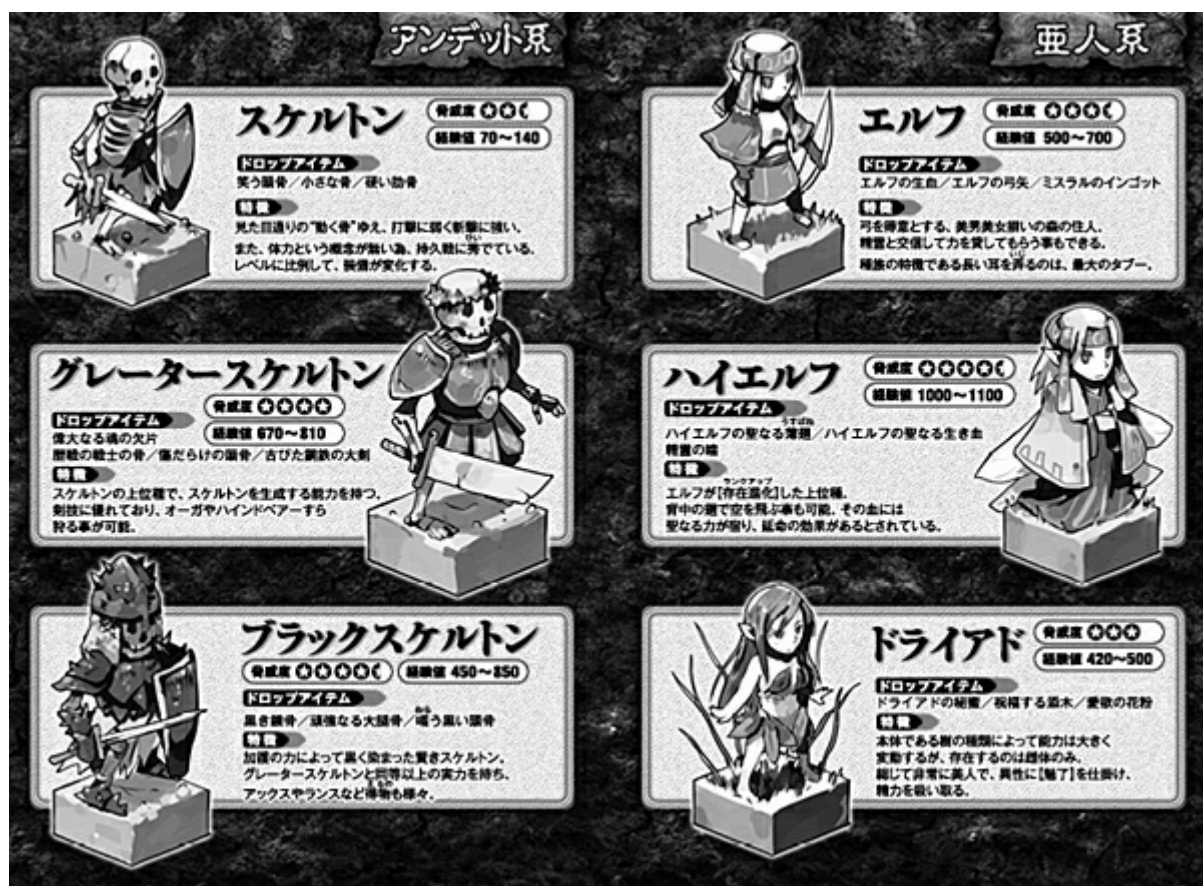 アンデット系
スケルトン
脅威度 ★★⯨
経験値 70〜140
ドロップアイテム
笑う頭骨／小さな骨／硬い肋骨
特徴
見た目通りの“動く骨”ゆえ、打撃に弱く斬撃に強い。
また、体力という概念が無い為、持久戦に秀でている。
レベルに比例して、装備が変化する。
グレータースケルトン
脅威度 ★★★★
経験値 670〜810
ドロップアイテム
偉大なる魂の欠片
歴戦の戦士の骨／傷だらけの頭骨／古びた鋼鉄の大剣
特徴
スケルトンの上位種で、スケルトンを生成する能力を持つ。
剣技に優れており、オーガやハインドベアーすら
狩る事が可能。
ブラックスケルトン
脅威度 ★★★★⯨
経験値 450〜850
ドロップアイテム
黒き鎖骨／頑強なる大腿骨／嗤う黒い頭骨
特徴
加護の力によって黒く染まった賢きスケルトン。
グレータースケルトンと同等以上の実力を持ち、
アックスやランスなど得物も様々。
亜人系
エルフ
脅威度 ★★★⯨
経験値 500〜700
ドロップアイテム
エルフの生血／エルフの弓矢／ミスラルのインゴット
特徴
弓を得意とする、美男美女揃いの森の住人。
精霊と交信して力を貸してもらう事もできる。
種族の特徴である長い耳を弄るのは、最大のタブー。
ハイエルフ
脅威度 ★★★★⯨
経験値 1000〜1100
ドロップアイテム
ハイエルフの聖なる薄翅／ハイエルフの聖なる生き血
精霊の瞳
特徴
エルフが[存在進化]した上位種。
背中の翅で空を飛ぶ事も可能。その血には
聖なる力が宿り、延命の効果があるとされている。
ドライアド
脅威度 ★★★
経験値 420〜500
ドロップアイテム
ドライアドの秘蜜／祝福する添木／愛欲の花粉
特徴
本体である樹の種類によって能力は大きく
変動するが、存在するのは雌体のみ。
総じて非常に美人で、異性に[魅了]を仕掛け、
精力を吸い取る。